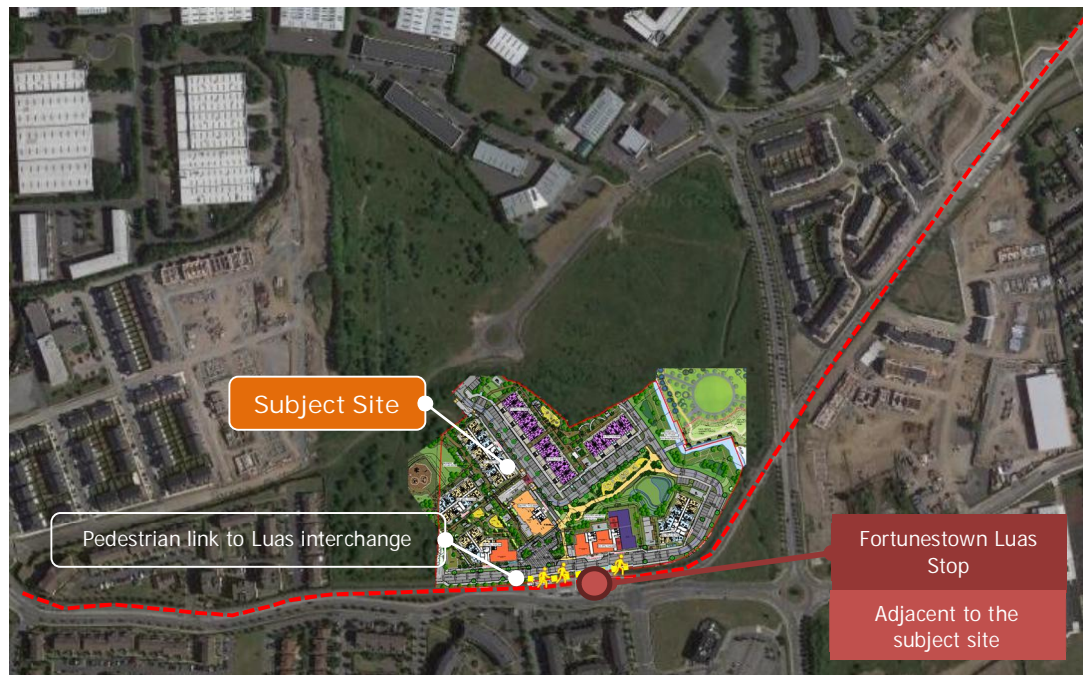 Subject Site
Pedestrian link to Luas interchange
Fortunestown Luas
Stop
Adjacent to the
subject site